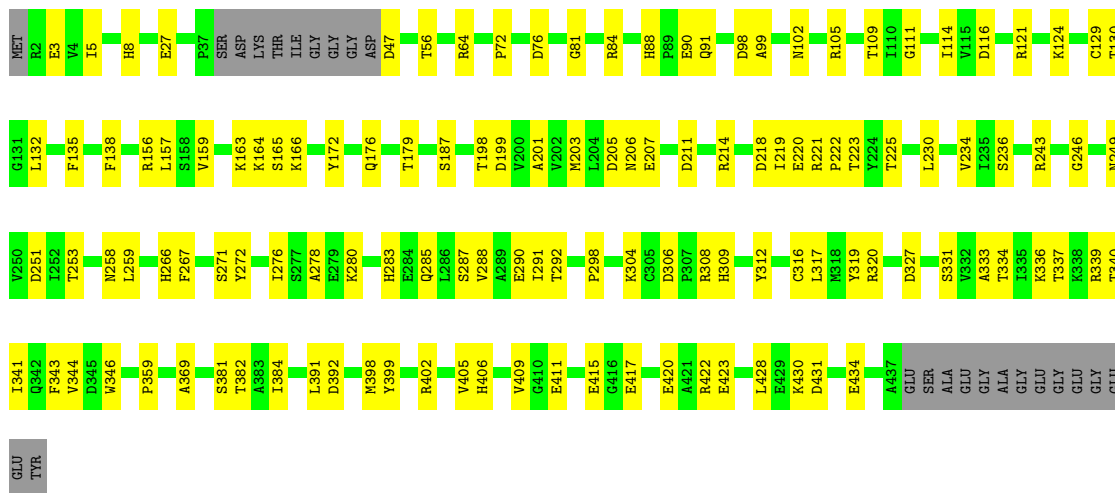 MET R2 E3 V4 I5 H8 E27 P37 SER ASP LYS THR ILE GLY GLY GLY ASP D47 T56 R64 P72 D76 G81 R84 H88 P89 E90 Q91 D98 A99 N102 R105 T109 I110 G111 I114 V115 D116 R121 K124 C129 T130
G131 L132 F135 F138 R156 L157 S158 V159 K163 K164 S165 K166 Y172 Q176 T179 S187 T198 D199 V200 A201 V202 M203 L204 D205 N206 E207 D211 R214 D218 I219 E220 R221 P222 T223 Y224 T225 L230 V234 I235 S236 R243 G246 N249
V250 D251 I252 T253 N258 L259 H266 F267 S271 Y272 I276 S277 A278 E279 K280 H283 E284 Q285 L286 S287 V288 A289 E290 I291 T292 P298 K304 C305 D306 P307 R308 H309 Y312 C316 L317 M318 Y319 R320 D327 S331 V332 A333 T334 I335 K336 T337 K338 R339 T340
I341 Q342 F343 V344 D345 W346 P359 A369 S381 T382 A383 I384 L391 D392 M398 Y399 R402 V405 H406 V409 G410 E411 E415 G416 E417 E420 A421 R422 E423 L428 E429 K430 D431 E434 A437 GLU SER ALA GLU GLY ALA GLY GLU GLY GLU GLY GLU
GLU TYR